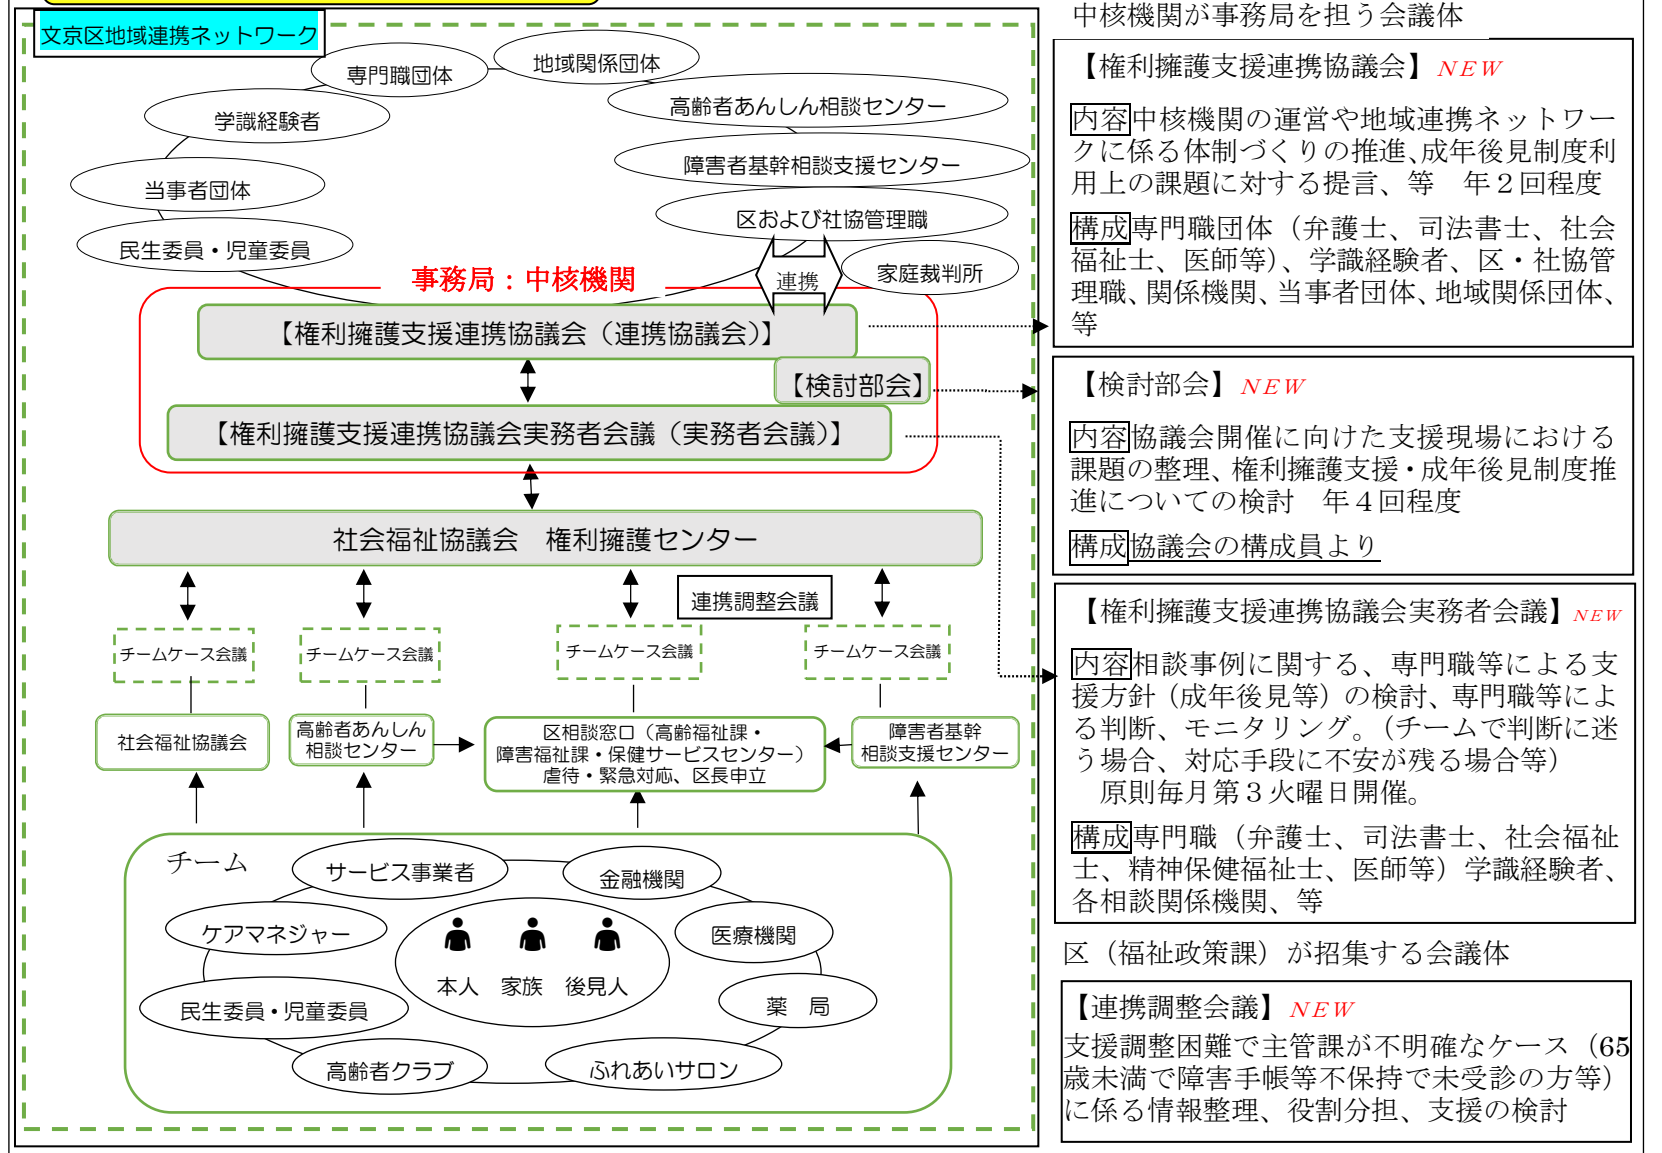 文京区地域連携ネットワーク
専門職団体
地域関係団体
学識経験者
高齢者あんしん相談センター
当事者団体
障害者基幹相談支援センター
民生委員・児童委員
区および社協管理職
事務局：中核機関
連携
家庭裁判所
【権利擁護支援連携協議会（連携協議会）】
【検討部会】
【権利擁護支援連携協議会実務者会議（実務者会議）】
社会福祉協議会　権利擁護センター
連携調整会議
チームケース会議
チームケース会議
チームケース会議
チームケース会議
社会福祉協議会
高齢者あんしん
相談センター
区相談窓口（高齢福祉課・
障害福祉課・保健サービスセンター）
虐待・緊急対応、区長申立
障害者基幹
相談支援センター
チーム
サービス事業者
金融機関
ケアマネジャー
医療機関
本人　家族　後見人
民生委員・児童委員
薬　局
高齢者クラブ
ふれあいサロン
中核機関が事務局を担う会議体
【権利擁護支援連携協議会】NEW
内容中核機関の運営や地域連携ネットワー
クに係る体制づくりの推進、成年後見制度利
用上の課題に対する提言、等　年２回程度
構成専門職団体（弁護士、司法書士、社会
福祉士、医師等）、学識経験者、区・社協管
理職、関係機関、当事者団体、地域関係団体、
等
【検討部会】NEW
内容協議会開催に向けた支援現場における
課題の整理、権利擁護支援・成年後見制度推
進についての検討　年４回程度
構成協議会の構成員より
【権利擁護支援連携協議会実務者会議】NEW
内容相談事例に関する、専門職等による支
援方針（成年後見等）の検討、専門職等によ
る判断、モニタリング。（チームで判断に迷
う場合、対応手段に不安が残る場合等）
原則毎月第３火曜日開催。
構成専門職（弁護士、司法書士、社会福祉
士、精神保健福祉士、医師等）学識経験者、
各相談関係機関、等
区（福祉政策課）が招集する会議体
【連携調整会議】NEW
支援調整困難で主管課が不明確なケース（65
歳未満で障害手帳等不保持で未受診の方等）
に係る情報整理、役割分担、支援の検討